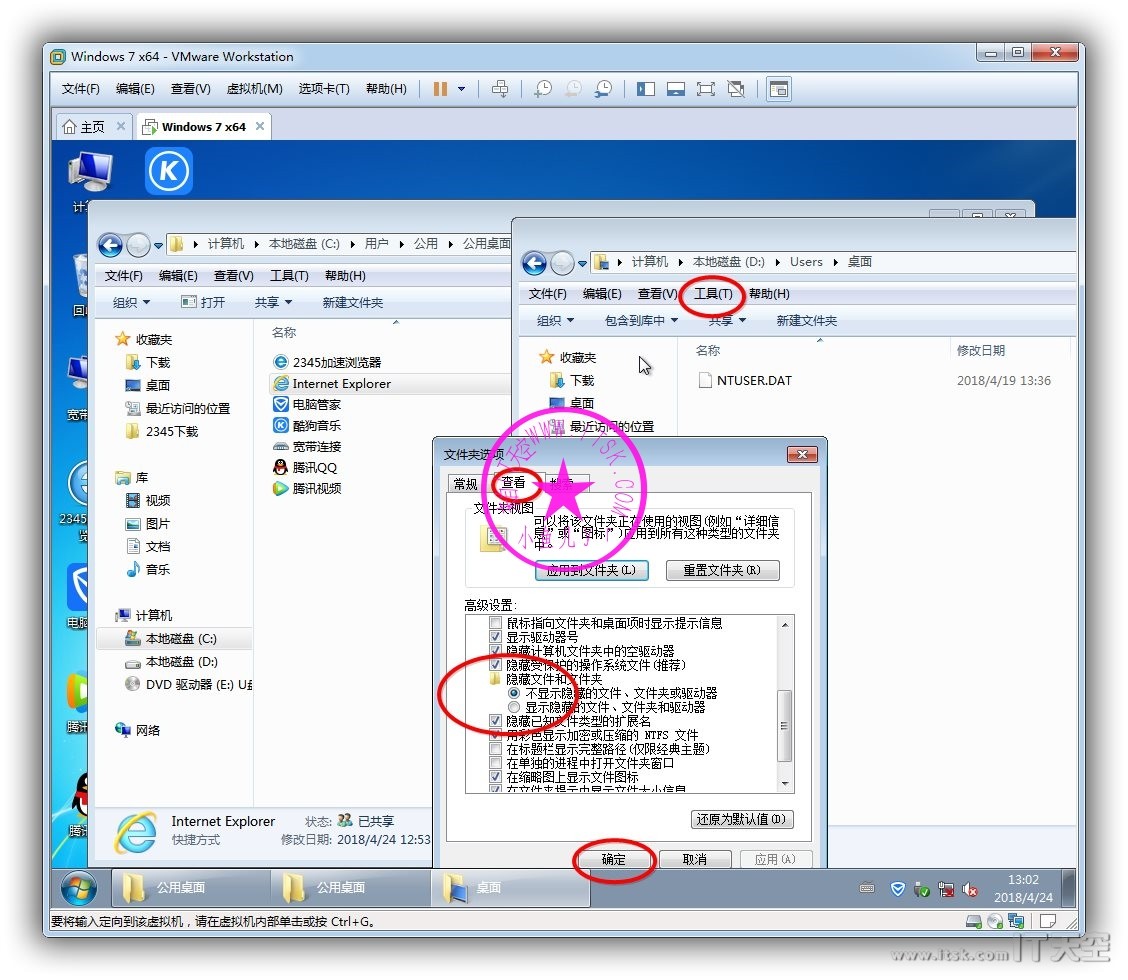 Windows 7 x64 - VMware Workstation
文件(F) 编辑(E) 查看(V) 虚拟机(M) 选项卡(T) 帮助(H)
主页 Windows 7 x64
K
计算机 本地磁盘 (C:) 用户 公用 公用桌面
文件(F) 编辑(E) 查看(V) 工具(T) 帮助(H)
组织 打开 共享 新建文件夹
收藏夹
下载
桌面
最近访问的位置
2345下载
库
视频
图片
文档
音乐
计算机
本地磁盘 (C:)
本地磁盘 (D:)
DVD 驱动器 (E:)
网络
名称
2345加速浏览器
Internet Explorer
电脑管家
酷狗音乐
宽带连接
腾讯QQ
腾讯视频
Internet Explorer 状态: 已共享
快捷方式 修改日期: 2018/4/24 12:53
计算机 本地磁盘 (D:) Users 桌面
文件(F) 编辑(E) 查看(V) 工具(T) 帮助(H)
组织 包含到库中 共享 新建文件夹
收藏夹
下载
桌面
最近访问的位置
名称 修改日期
NTUSER.DAT 2018/4/19 13:36
文件夹选项
常规 查看 搜索
文件夹视图
可以将该文件夹正在使用的视图(例如“详细信
息”或“图标”)应用到所有这种类型的文件夹
中。
应用到文件夹(L) 重置文件夹(R)
高级设置:
鼠标指向文件夹和桌面项时显示提示信息
显示驱动器号
隐藏计算机文件夹中的空驱动器
隐藏受保护的操作系统文件(推荐)
隐藏文件和文件夹
不显示隐藏的文件、文件夹或驱动器
显示隐藏的文件、文件夹和驱动器
隐藏已知文件类型的扩展名
用彩色显示加密或压缩的 NTFS 文件
在标题栏显示完整路径(仅限经典主题)
在单独的进程中打开文件夹窗口
在缩略图上显示文件图标
在文件夹提示中显示文件大小信息
还原为默认值(D)
确定 取消 应用(A)
公用桌面 公用桌面 桌面
13:02
2018/4/24
要将输入定向到该虚拟机，请在虚拟机内部单击或按 Ctrl+G。
www.itsk.com IT天空